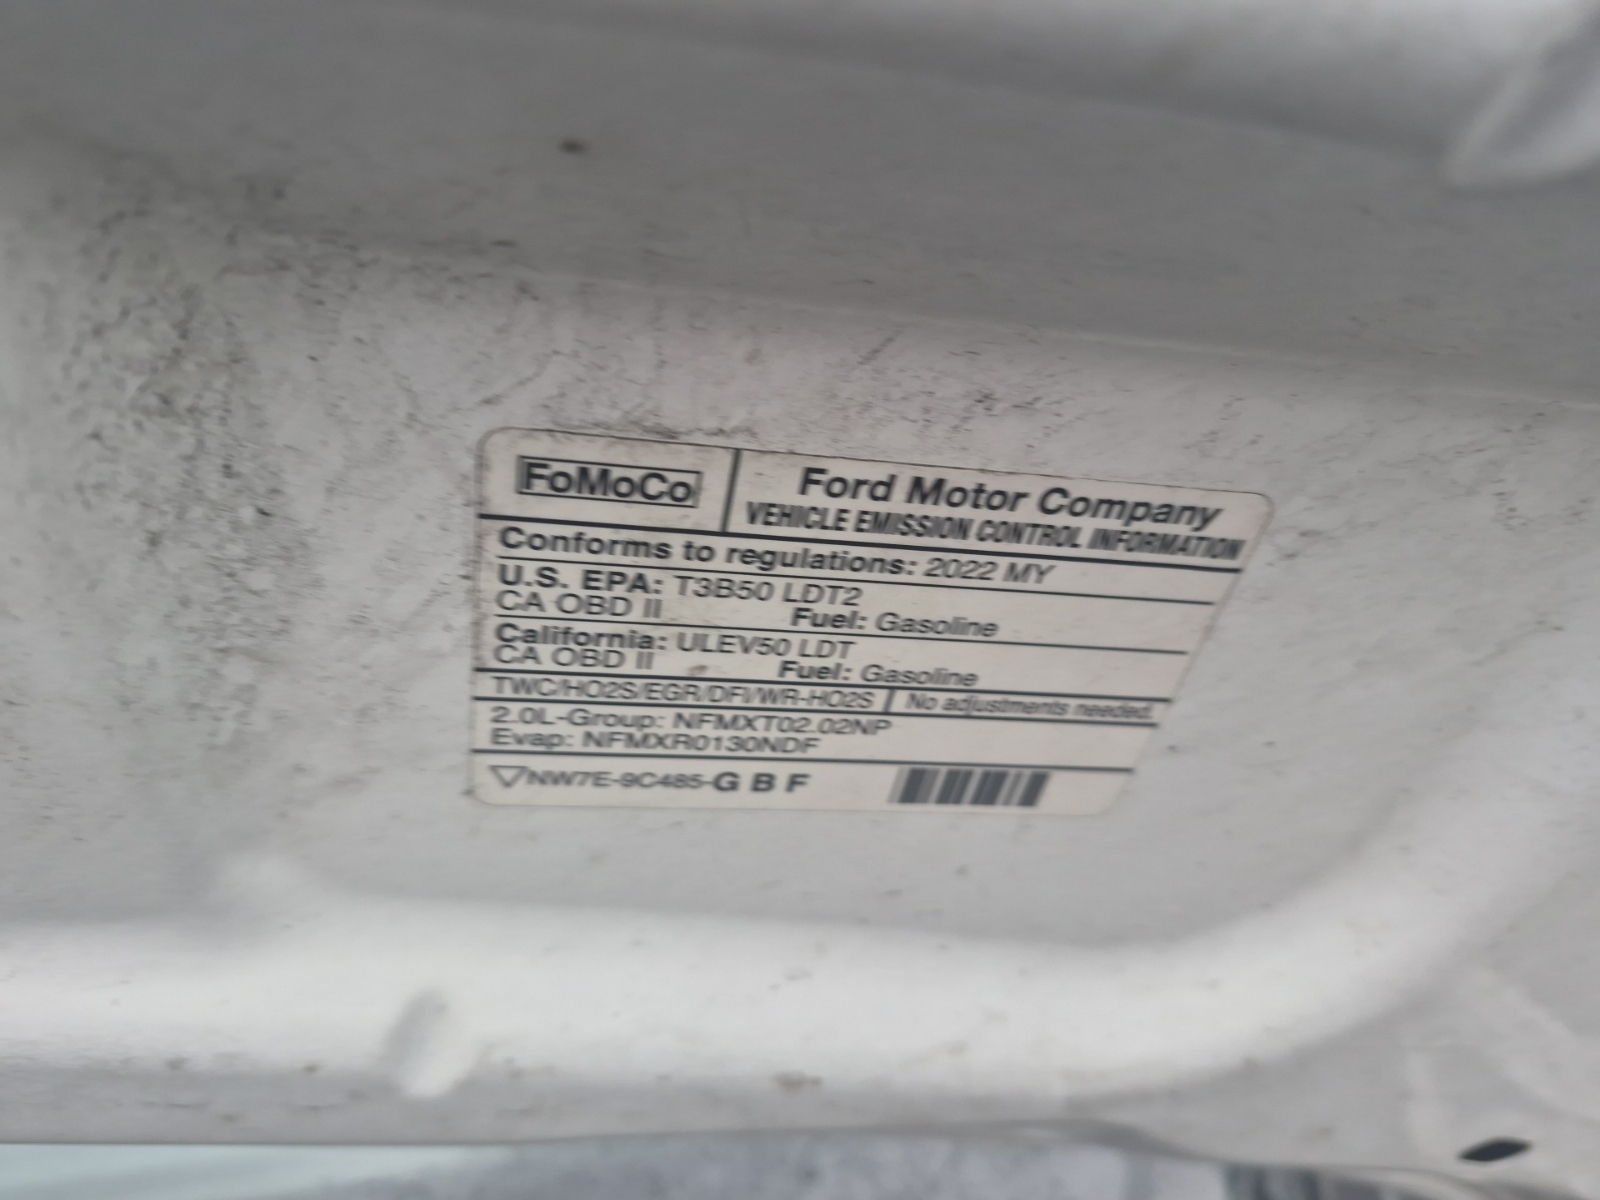 FoMoCo
Ford Motor Company
VEHICLE EMISSION CONTROL INFORMATION
Conforms to regulations: 2022 MY
U.S. EPA: T3B50 LDT2
CA OBD II Fuel: Gasoline
California: ULEV50 LDT
CA OBD II Fuel: Gasoline
TWC/HO2S/EGR/DFI/WR-HO2S No adjustments needed.
2.0L-Group: NFMXT02.02NP
Evap: NFMXR0130NDF
NW7E-9C485-G B F